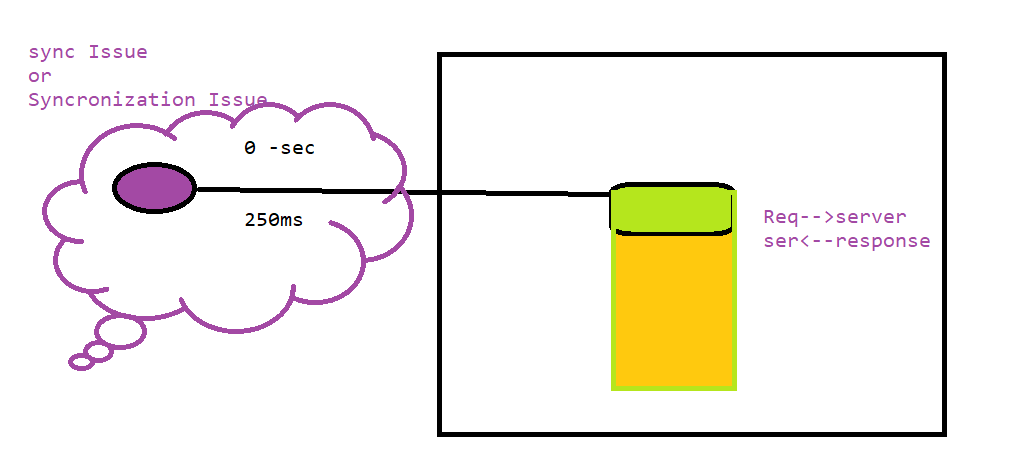 sync Issue
or
Syncronization Issue
0 -sec
250ms
Req-->server
ser<--response